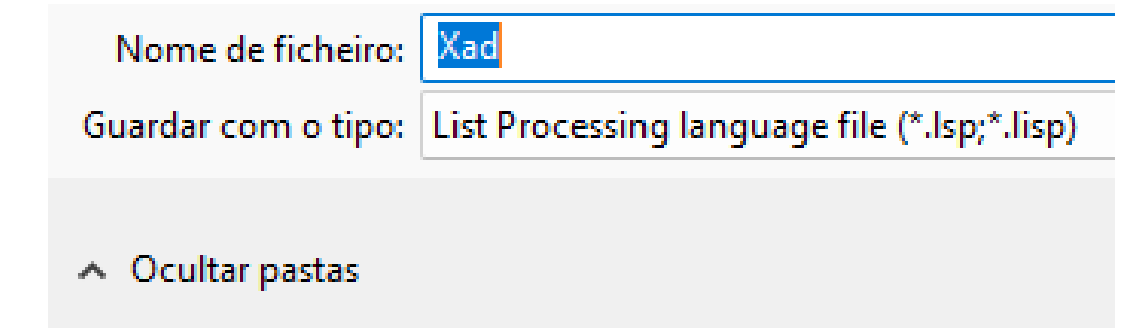 Nome de ficheiro: Xad
Guardar com o tipo: List Processing language file (*.lsp;*.lisp)
Ocultar pastas